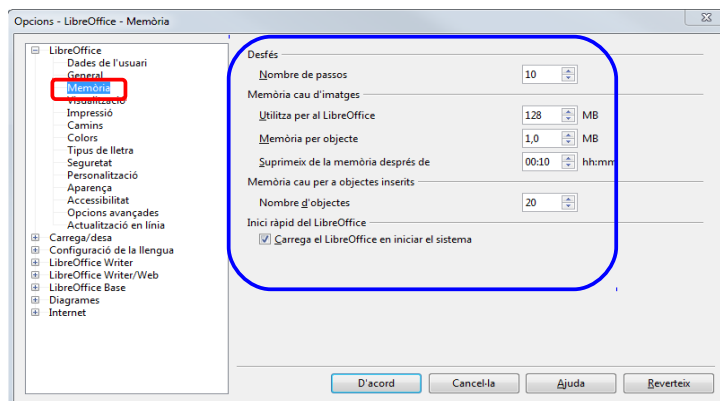 Opcions - LibreOffice - Memòria
LibreOffice
Dades de l'usuari
General
Memòria
Visualització
Impressió
Camins
Colors
Tipus de lletra
Seguretat
Personalització
Aparença
Accessibilitat
Opcions avançades
Actualització en línia
Carrega/desa
Configuració de la llengua
LibreOffice Writer
LibreOffice Writer/Web
LibreOffice Base
Diagrames
Internet
Desfés
Nombre de passos 10
Memòria cau d'imatges
Utilitza per al LibreOffice 128 MB
Memòria per objecte 1,0 MB
Suprimeix de la memòria després de 00:10 hh:mm
Memòria cau per a objectes inserits
Nombre d'objectes 20
Inici ràpid del LibreOffice
Carrega el LibreOffice en iniciar el sistema
D'acord Cancel·la Ajuda Reverteix